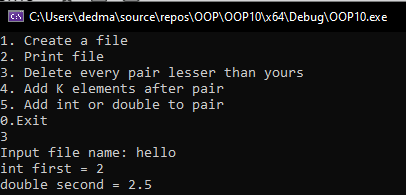 C:\Users\dedma\source\repos\OOP\OOP10\x64\Debug\OOP10.exe
1. Create a file
2. Print file
3. Delete every pair lesser than yours
4. Add K elements after pair
5. Add int or double to pair
0.Exit
3
Input file name: hello
int first = 2
double second = 2.5